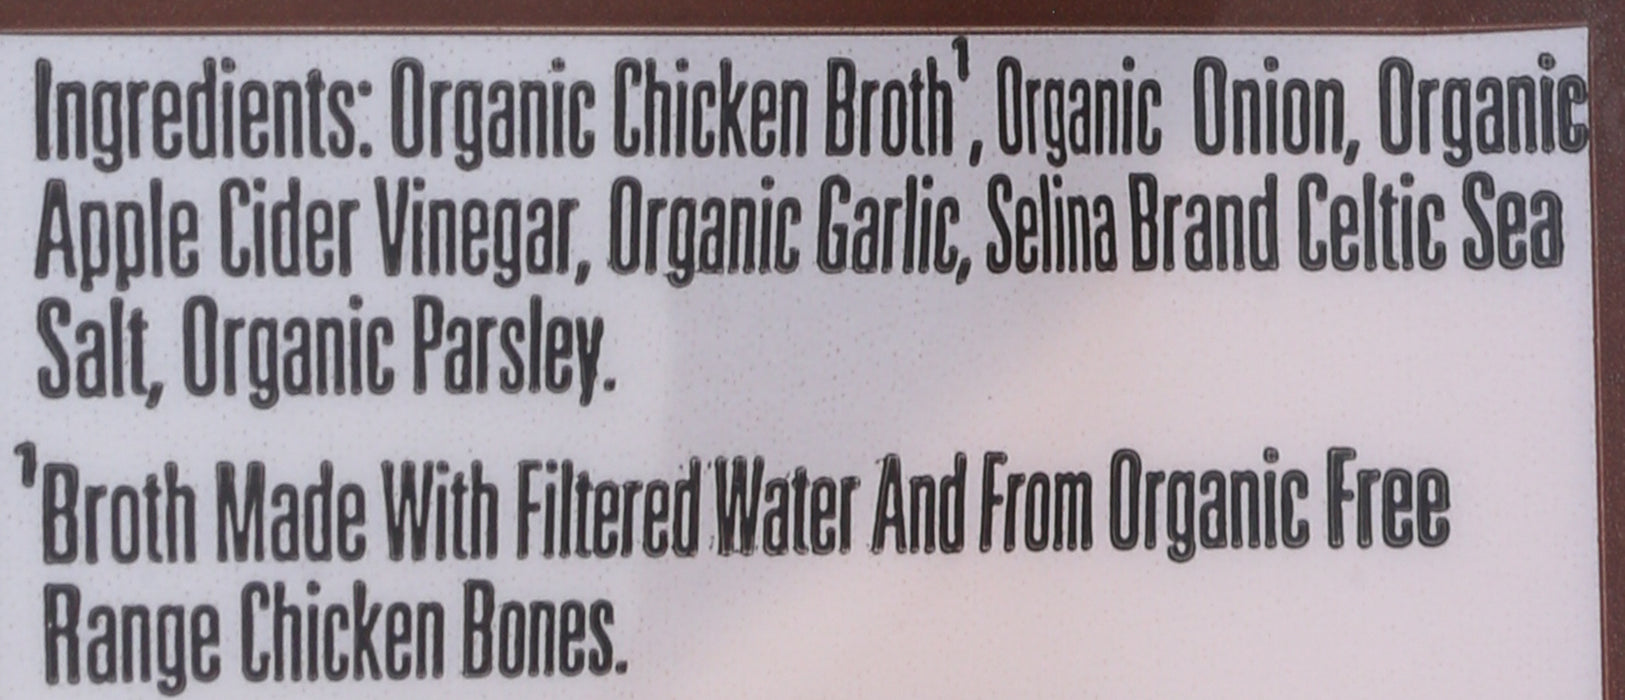 Ingredients: Organic Chicken Broth¹, Organic Onion, Organic
Apple Cider Vinegar, Organic Garlic, Selina Brand Celtic Sea
Salt, Organic Parsley.
¹Broth Made With Filtered Water And From Organic Free
Range Chicken Bones.